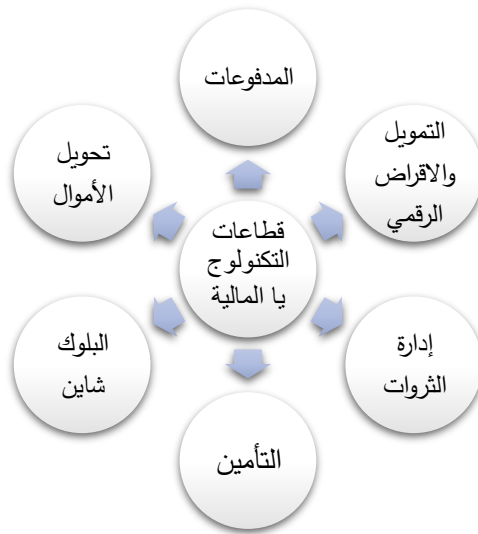 المدفوعات
التمويل
والاقراض
الرقمي
إدارة
الثروات
التأمين
البلوك
شاين
تحويل
الأموال
قطاعات
التكنولوج
يا المالية